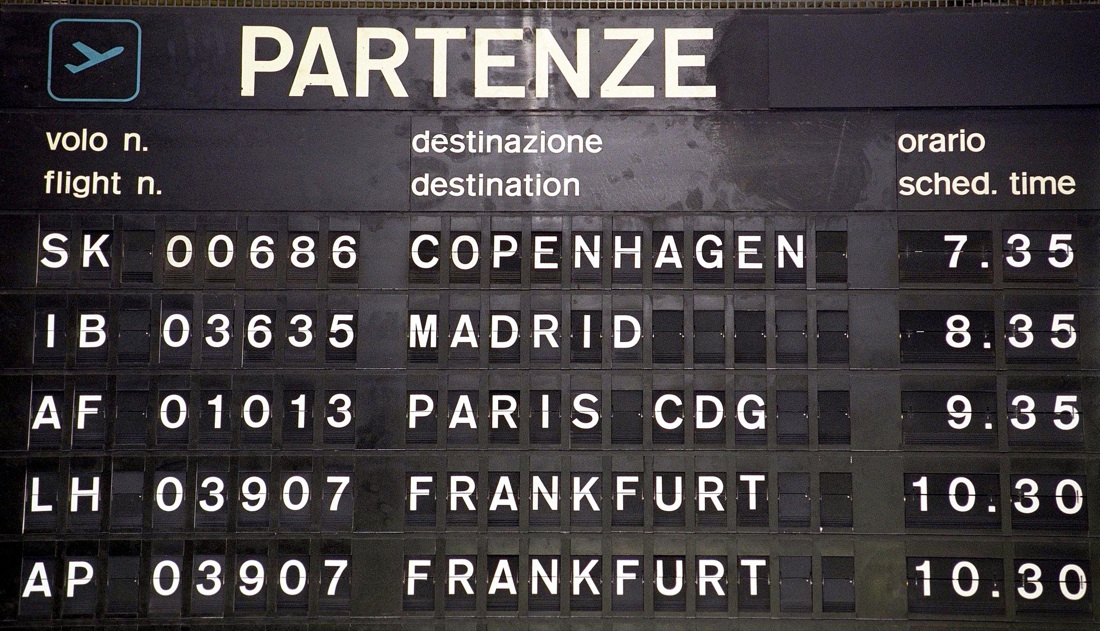 PARTENZE
volo n. destinazione orario
flight n. destination sched. time
SK 00686 COPENHAGEN 7.35
IB 03635 MADRID 8.35
AF 01013 PARIS CDG 9.35
LH 03907 FRANKFURT 10.30
AP 03907 FRANKFURT 10.30